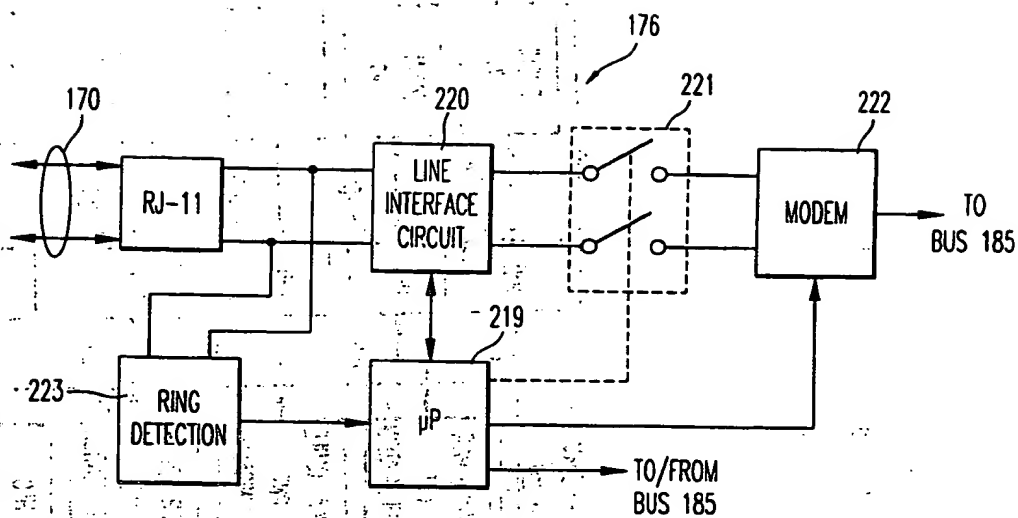 176
170
220
221
222
RJ-11
LINE
INTERFACE
CIRCUIT
MODEM
TO
BUS 185
219
223
RING
DETECTION
μP
TO/FROM
BUS 185